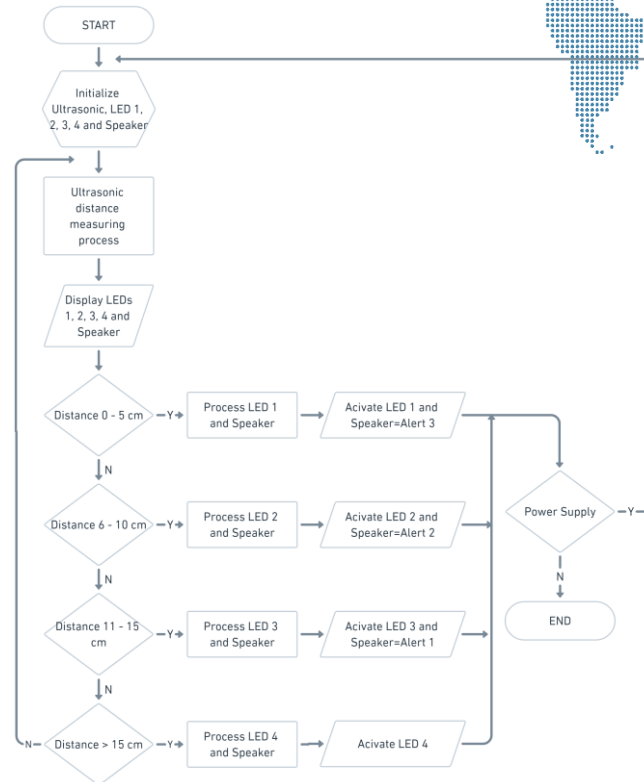 START
Initialize
Ultrasonic, LED 1,
2, 3, 4 and Speaker
Ultrasonic
distance
measuring
process
Display LEDs
1, 2, 3, 4 and
Speaker
Distance 0 - 5 cm
Y
Process LED 1
and Speaker
Acivate LED 1 and
Speaker=Alert 3
N
Distance 6 - 10 cm
Y
Process LED 2
and Speaker
Acivate LED 2 and
Speaker=Alert 2
Power Supply
Y
N
N
END
Distance 11 - 15
cm
Y
Process LED 3
and Speaker
Acivate LED 3 and
Speaker=Alert 1
N
N
Distance > 15 cm
Y
Process LED 4
and Speaker
Acivate LED 4